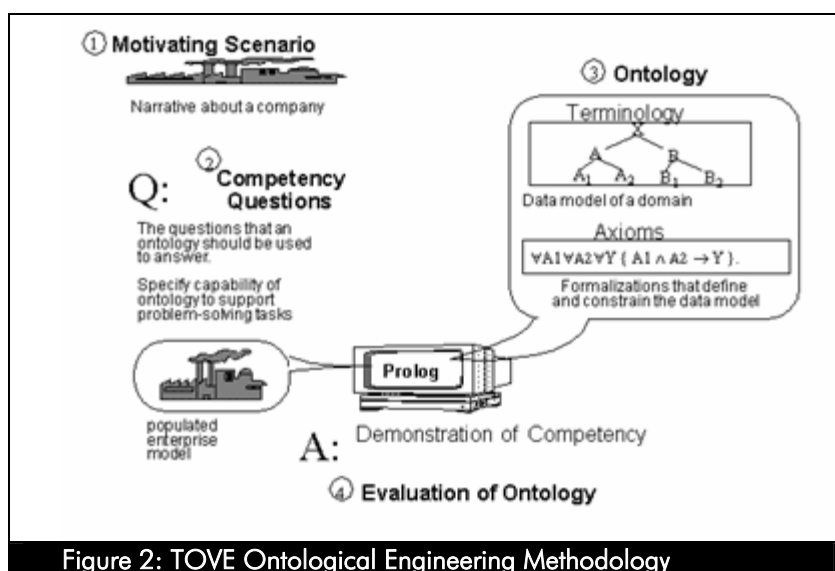 1 Motivating Scenario
Narrative about a company
2
Q: Competency
Questions
The questions that an
ontology should be used
to answer.
Specify capability of
ontology to support
problem-solving tasks
3 Ontology
Terminology
X
A B
A1 A2 B1 B2
Data model of a domain
Axioms
∀A1∀A2∀Y { A1 ∧ A2 → Y }.
Formalizations that define
and constrain the data model
Prolog
populated
enterprise
model
A: Demonstration of Competency
4 Evaluation of Ontology
Figure 2: TOVE Ontological Engineering Methodology